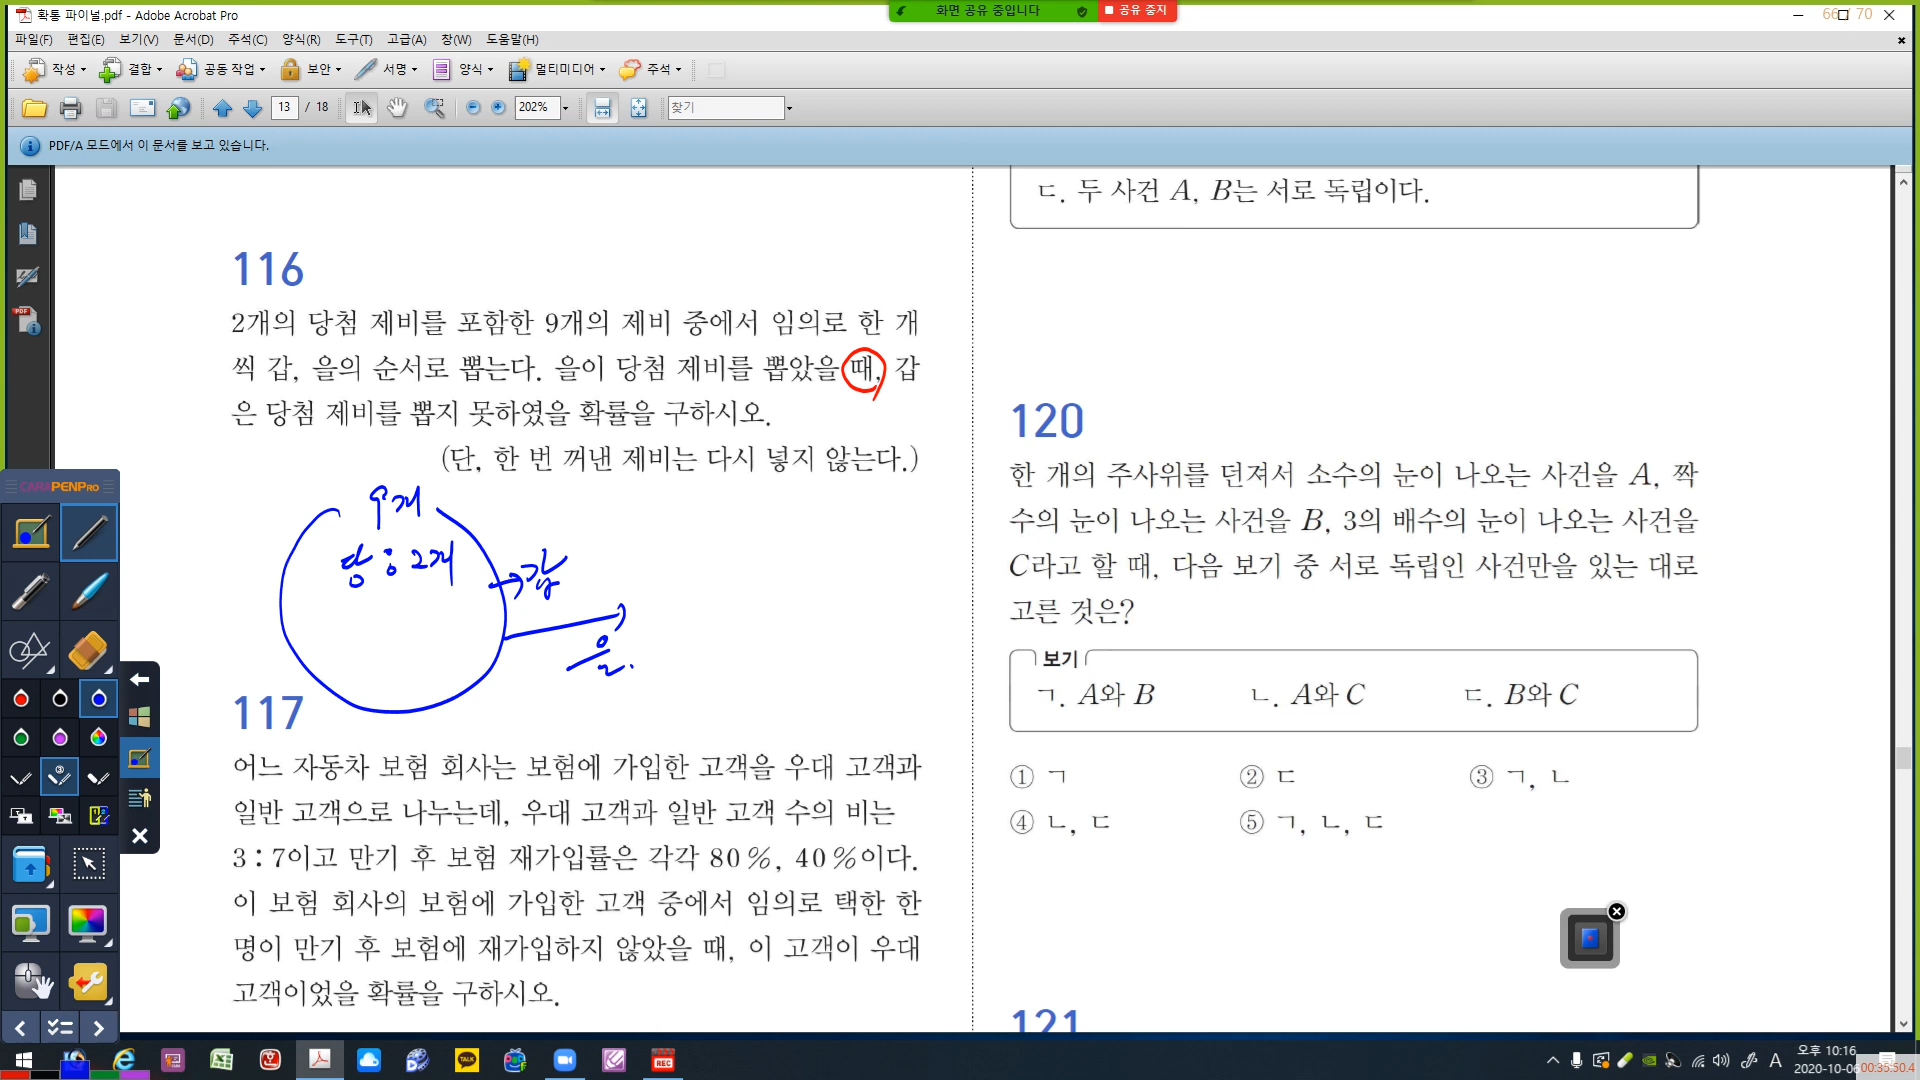 확통 파이널.pdf - Adobe Acrobat Pro
화면 공유 중입니다
공유 중지
66 / 70
파일(F) 편집(E) 보기(V) 문서(D) 주석(C) 양식(R) 도구(T) 고급(A) 창(W) 도움말(H)
작성 결합 공동 작업 보안 서명 양식 멀티미디어 주석
13 / 18 202% 찾기
PDF/A 모드에서 이 문서를 보고 있습니다.
116
2개의 당첨 제비를 포함한 9개의 제비 중에서 임의로 한 개
씩 갑, 을의 순서로 뽑는다. 을이 당첨 제비를 뽑았을 때, 갑
은 당첨 제비를 뽑지 못하였을 확률을 구하시오.
(단, 한 번 꺼낸 제비는 다시 넣지 않는다.)
9개
당 : 2개
갑
을
117
어느 자동차 보험 회사는 보험에 가입한 고객을 우대 고객과
일반 고객으로 나누는데, 우대 고객과 일반 고객 수의 비는
3 : 7이고 만기 후 보험 재가입률은 각각 80%, 40%이다.
이 보험 회사의 보험에 가입한 고객 중에서 임의로 택한 한
명이 만기 후 보험에 재가입하지 않았을 때, 이 고객이 우대
고객이었을 확률을 구하시오.
ㄷ. 두 사건 A, B는 서로 독립이다.
120
한 개의 주사위를 던져서 소수의 눈이 나오는 사건을 A, 짝
수의 눈이 나오는 사건을 B, 3의 배수의 눈이 나오는 사건을
C라고 할 때, 다음 보기 중 서로 독립인 사건만을 있는 대로
고른 것은?
보기
ㄱ. A와 B ㄴ. A와 C ㄷ. B와 C
① ㄱ ② ㄷ ③ ㄱ, ㄴ
④ ㄴ, ㄷ ⑤ ㄱ, ㄴ, ㄷ
121
CARAPENPRO
PDF
TALK
REC
A
오후 10:16
2020-10-06
00:35:50.4